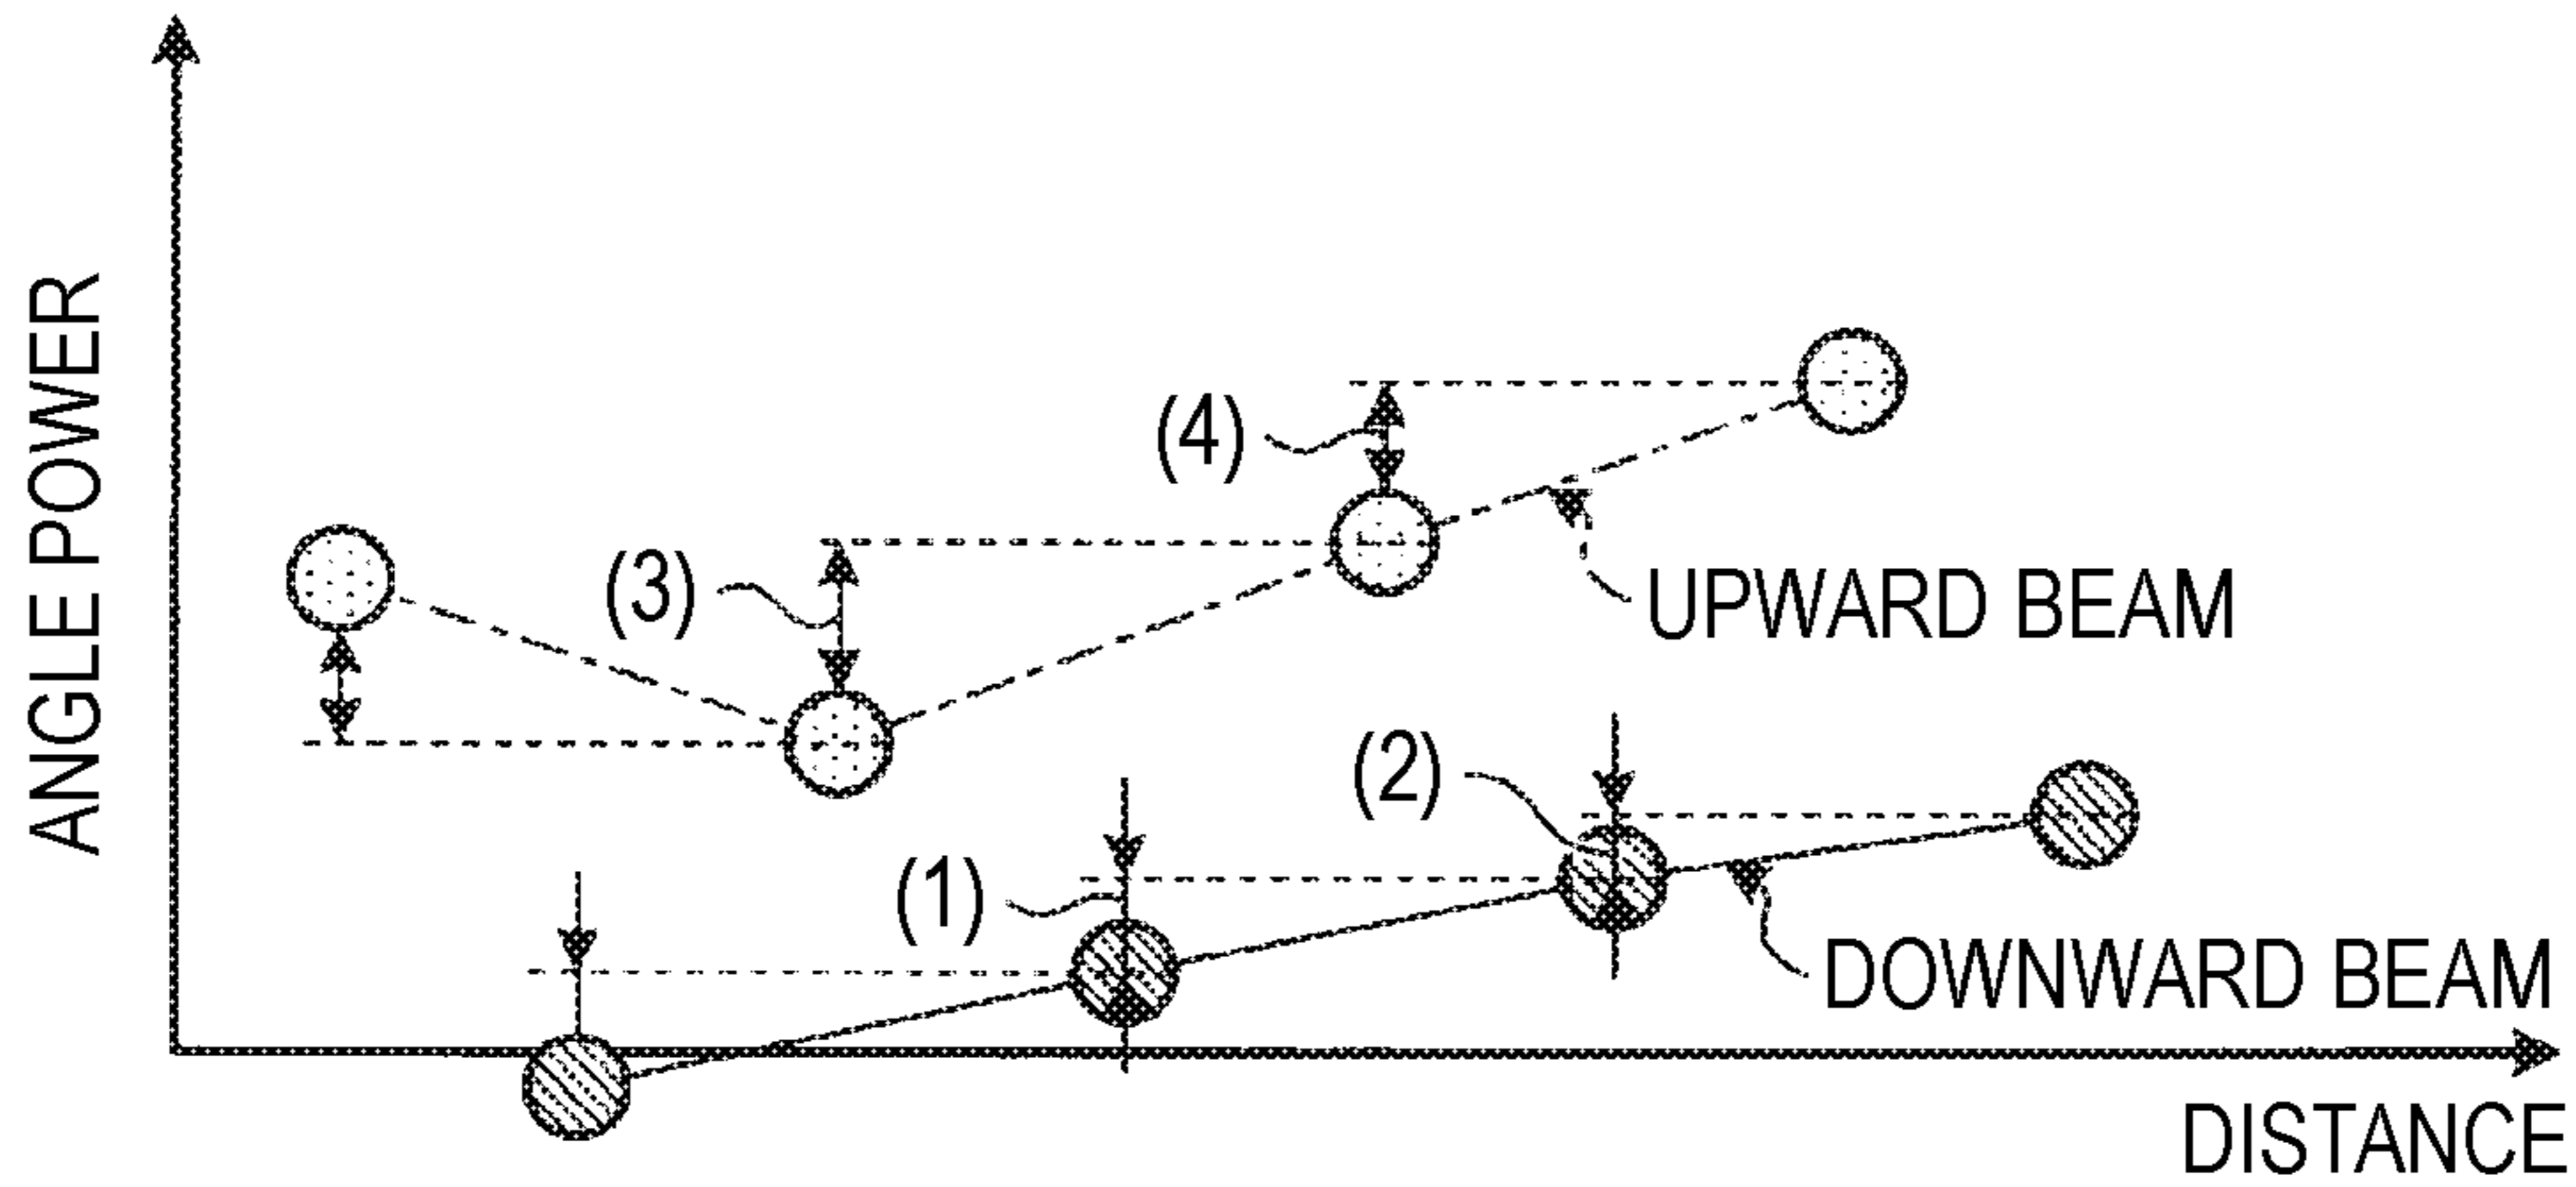 ANGLE POWER
(4)
(3)
UPWARD BEAM
(2)
(1)
DOWNWARD BEAM
DISTANCE